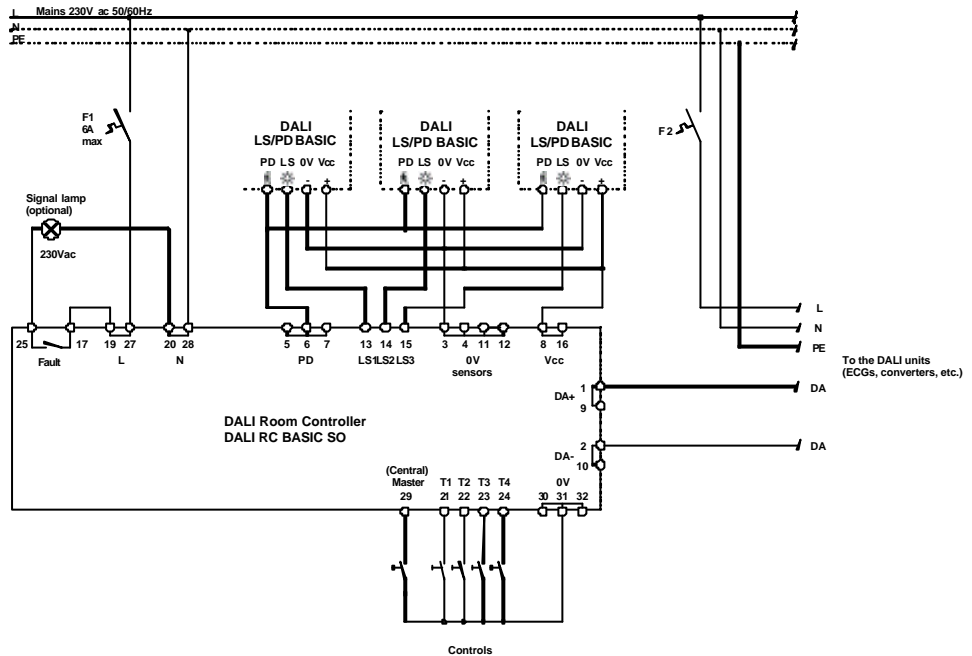 L Mains 230V ac 50/60Hz
N
PE
F1
6A
max
F 2
DALI
LS/PD BASIC
PD LS 0V Vcc
- +
DALI
LS/PD BASIC
PD LS 0V Vcc
- +
DALI
LS/PD BASIC
PD LS 0V Vcc
- +
Signal lamp
(optional)
230Vac
25 17 19 27 20 28 5 6 7 13 14 15 3 4 11 12 8 16
Fault L N PD LS1 LS2 LS3 0V Vcc
sensors
L
N
PE
To the DALI units
(ECGs, converters, etc.)
1
DA+
9
DA
2
DA-
10
DA
DALI Room Controller
DALI RC BASIC SO
(Central)
Master T1 T2 T3 T4 0V
29 21 22 23 24 30 31 32
Controls